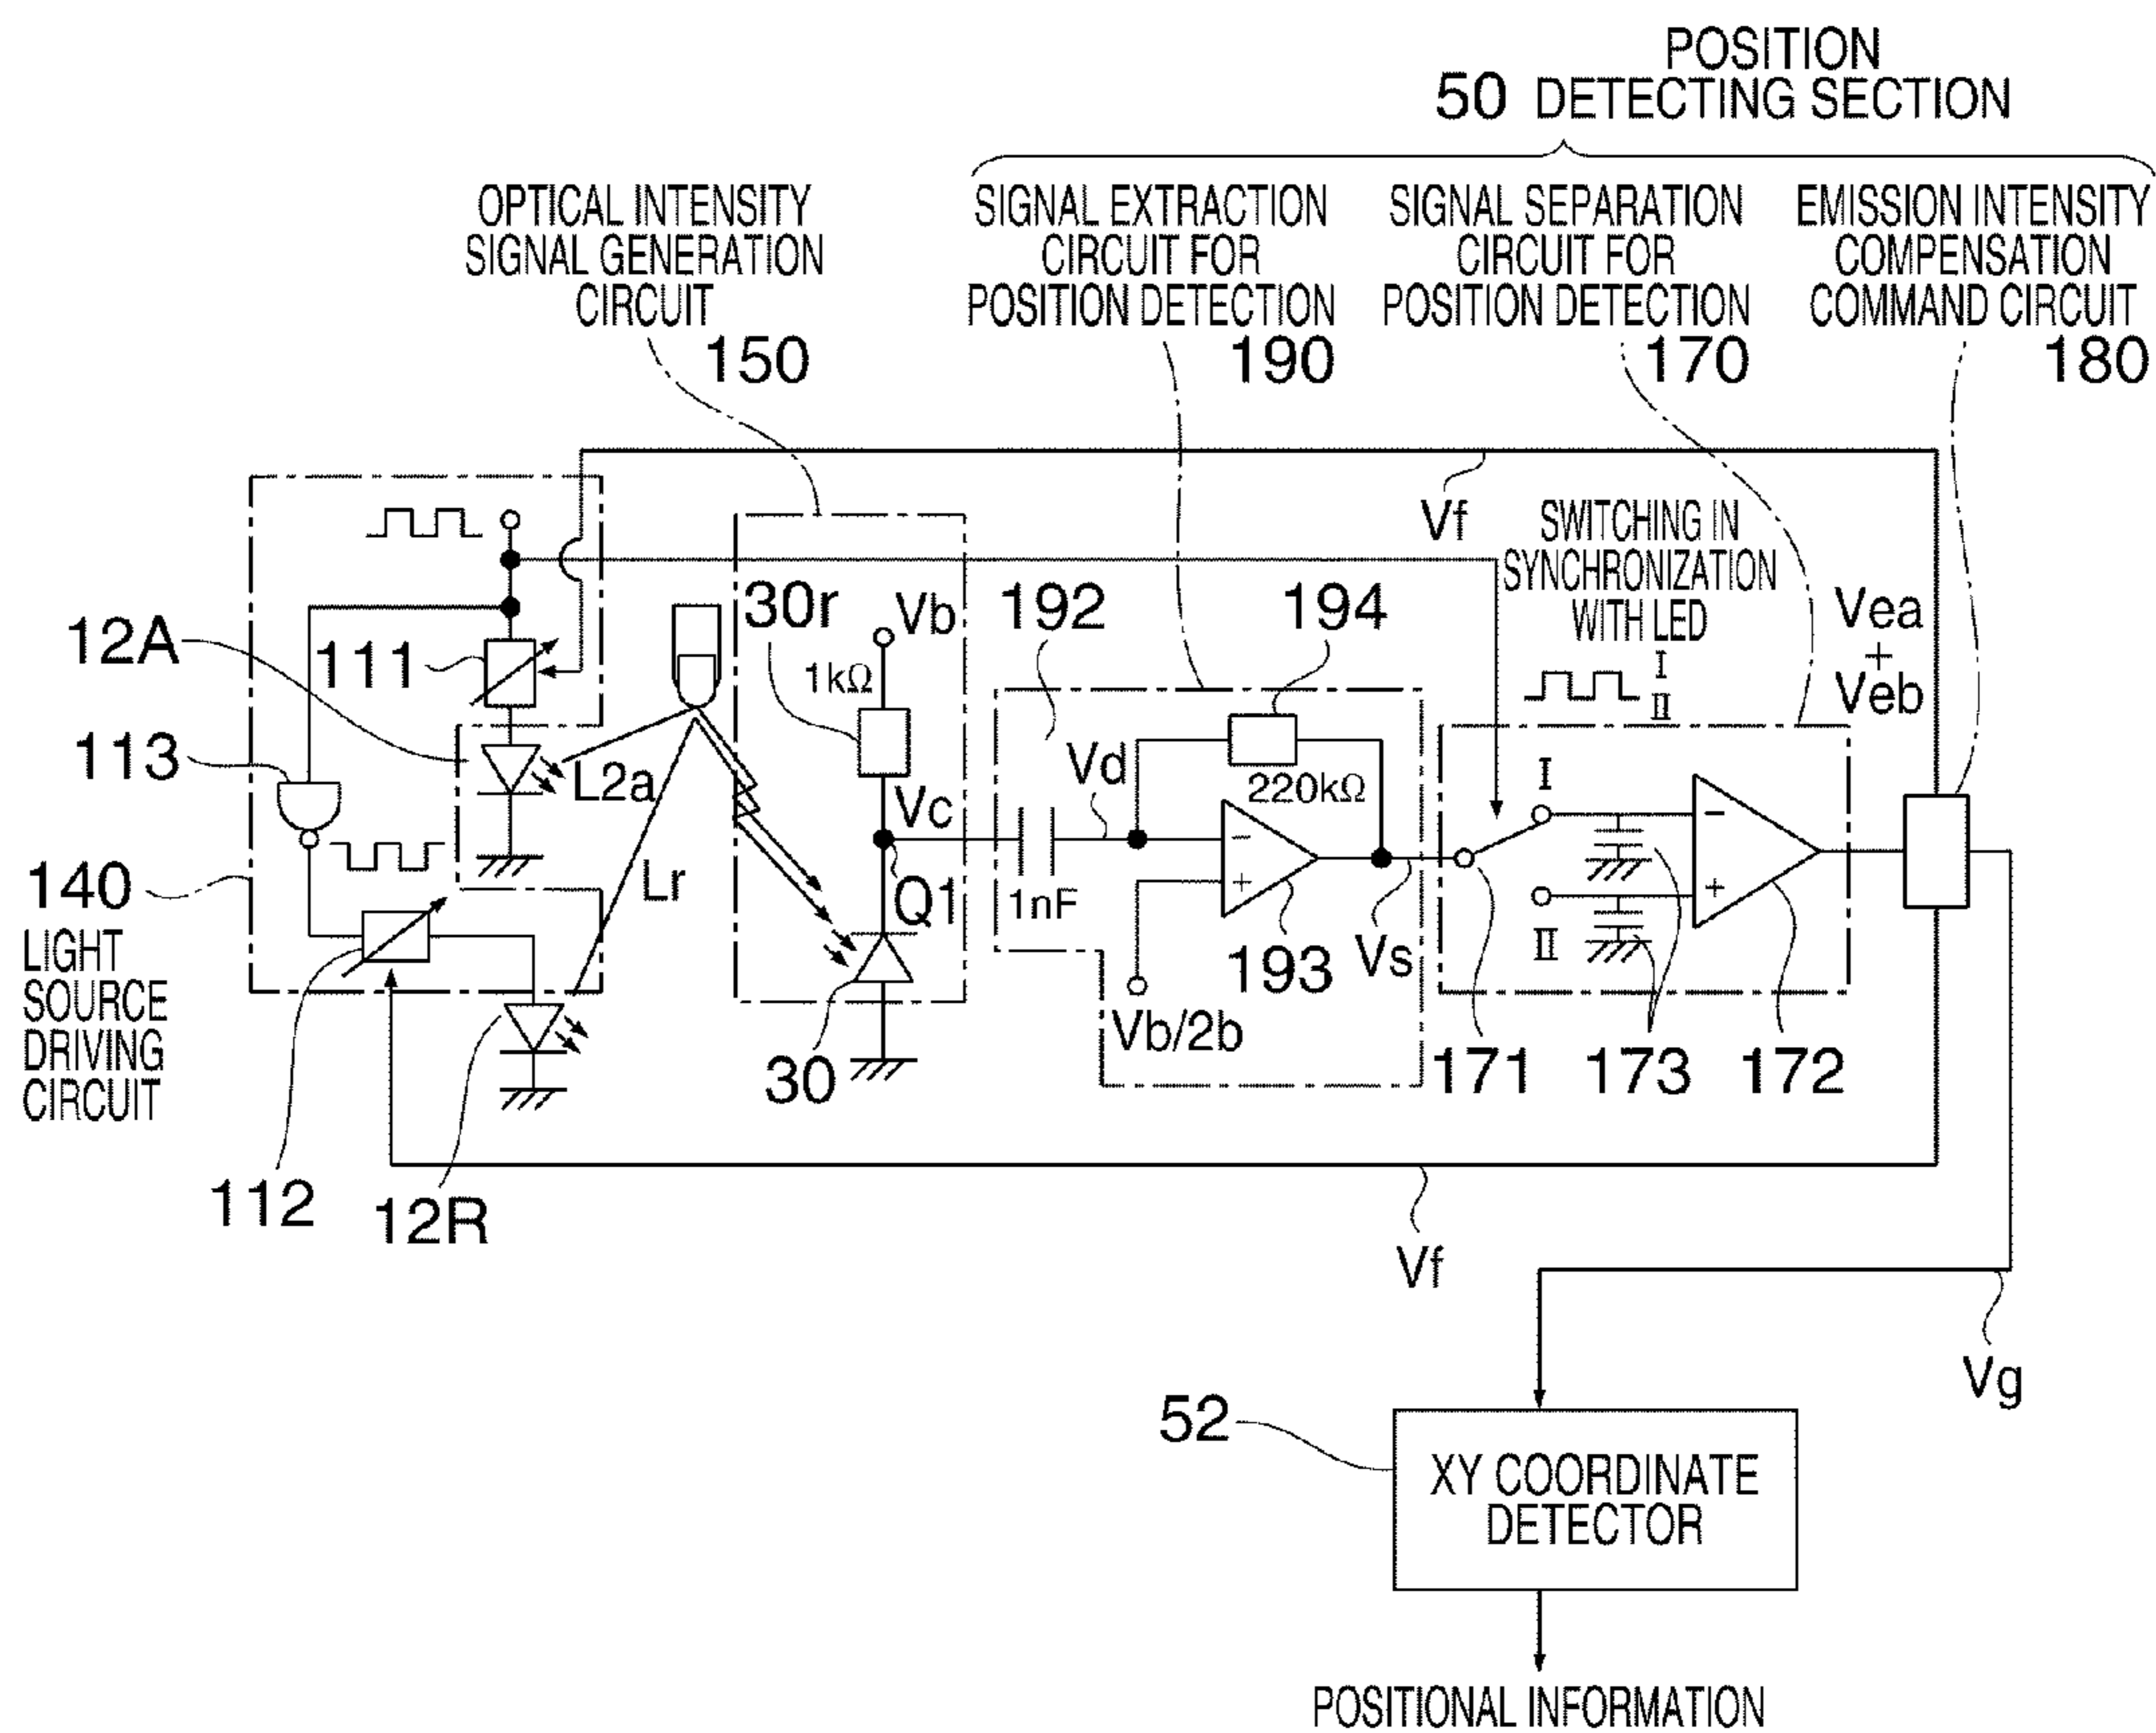 POSITION
50 DETECTING SECTION
OPTICAL INTENSITY
SIGNAL GENERATION
CIRCUIT
150
SIGNAL EXTRACTION
CIRCUIT FOR
POSITION DETECTION
190
SIGNAL SEPARATION
CIRCUIT FOR
POSITION DETECTION
170
EMISSION INTENSITY
COMPENSATION
COMMAND CIRCUIT
180
Vf
SWITCHING IN
SYNCHRONIZATION
WITH LED
I
II
Vea
+
Veb
12A
111
30r
Vb
1kΩ
192
194
113
L2a
Vc
Vd
220kΩ
I
140
LIGHT
SOURCE
DRIVING
CIRCUIT
Lr
Q1
1nF
−
+
193
Vs
II
−
+
Vb/2b
30
171
173
172
112
12R
Vf
Vg
52
XY COORDINATE
DETECTOR
POSITIONAL INFORMATION